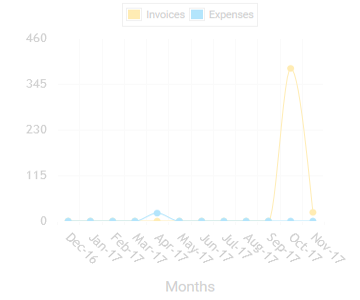 Invoices Expenses
460
345
230
115
0
Dec-16 Jan-17 Feb-17 Mar-17 Apr-17 May-17 Jun-17 Jul-17 Aug-17 Sep-17 Oct-17 Nov-17
Months